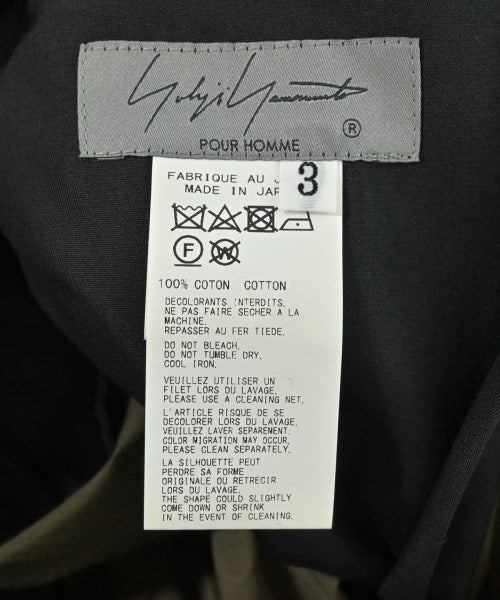 Yohji Yamamoto
®
POUR HOMME
3
FABRIQUE AU J
MADE IN JAP
F
W
100% COTON COTTON
DECOLORANTS INTERDITS.
NE PAS FAIRE SECHER A LA
MACHINE.
REPASSER AU FER TIEDE.
DO NOT BLEACH.
DO NOT TUMBLE DRY.
COOL IRON.
VEUILLEZ UTILISER UN
FILET LORS DU LAVAGE.
PLEASE USE A CLEANING NET.
L'ARTICLE RISQUE DE SE
DECOLORER LORS DU LAVAGE.
VEUILLEZ LAVER SEPAREMENT.
COLOR MIGRATION MAY OCCUR.
PLEASE CLEAN SEPARATELY.
LA SILHOUETTE PEUT
PERDRE SA FORME
ORIGINALE OU RETRECIR
LORS DU LAVAGE.
THE SHAPE COULD SLIGHTLY
COME DOWN OR SHRINK
IN THE EVENT OF CLEANING.